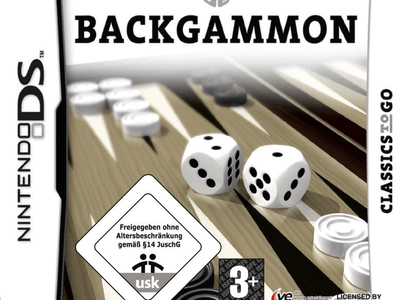 BACKGAMMON
NINTENDO DS
CLASSICS TO GO
Freigegeben ohne
Altersbeschränkung
gemäß §14 JuSchG
usk
3+
LICENSED BY